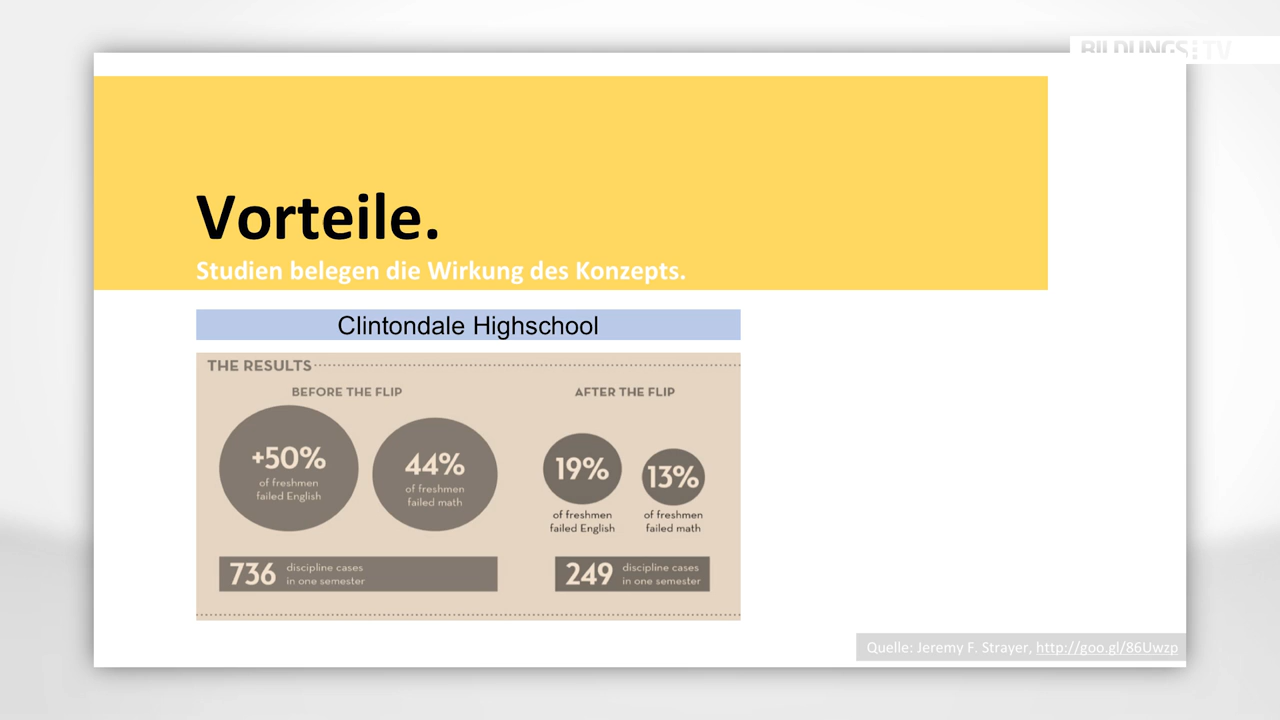 BILDUNGS:TV
Vorteile.
Studien belegen die Wirkung des Konzepts.
Clintondale Highschool
THE RESULTS
BEFORE THE FLIP
+50%
of freshmen
failed English
44%
of freshmen
failed math
736
discipline cases
in one semester
AFTER THE FLIP
19%
of freshmen
failed English
13%
of freshmen
failed math
249
discipline cases
in one semester
Quelle: Jeremy F. Strayer, http://goo.gl/86Uwzp